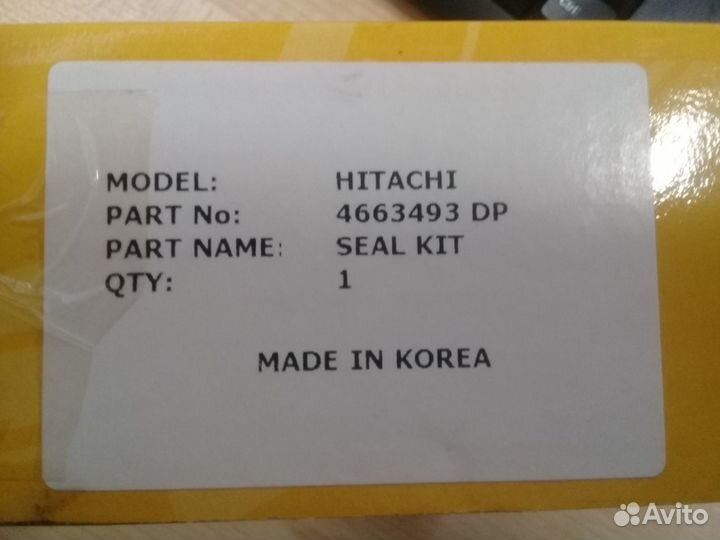 MODEL: HITACHI
PART No: 4663493 DP
PART NAME: SEAL KIT
QTY: 1
MADE IN KOREA
Avito